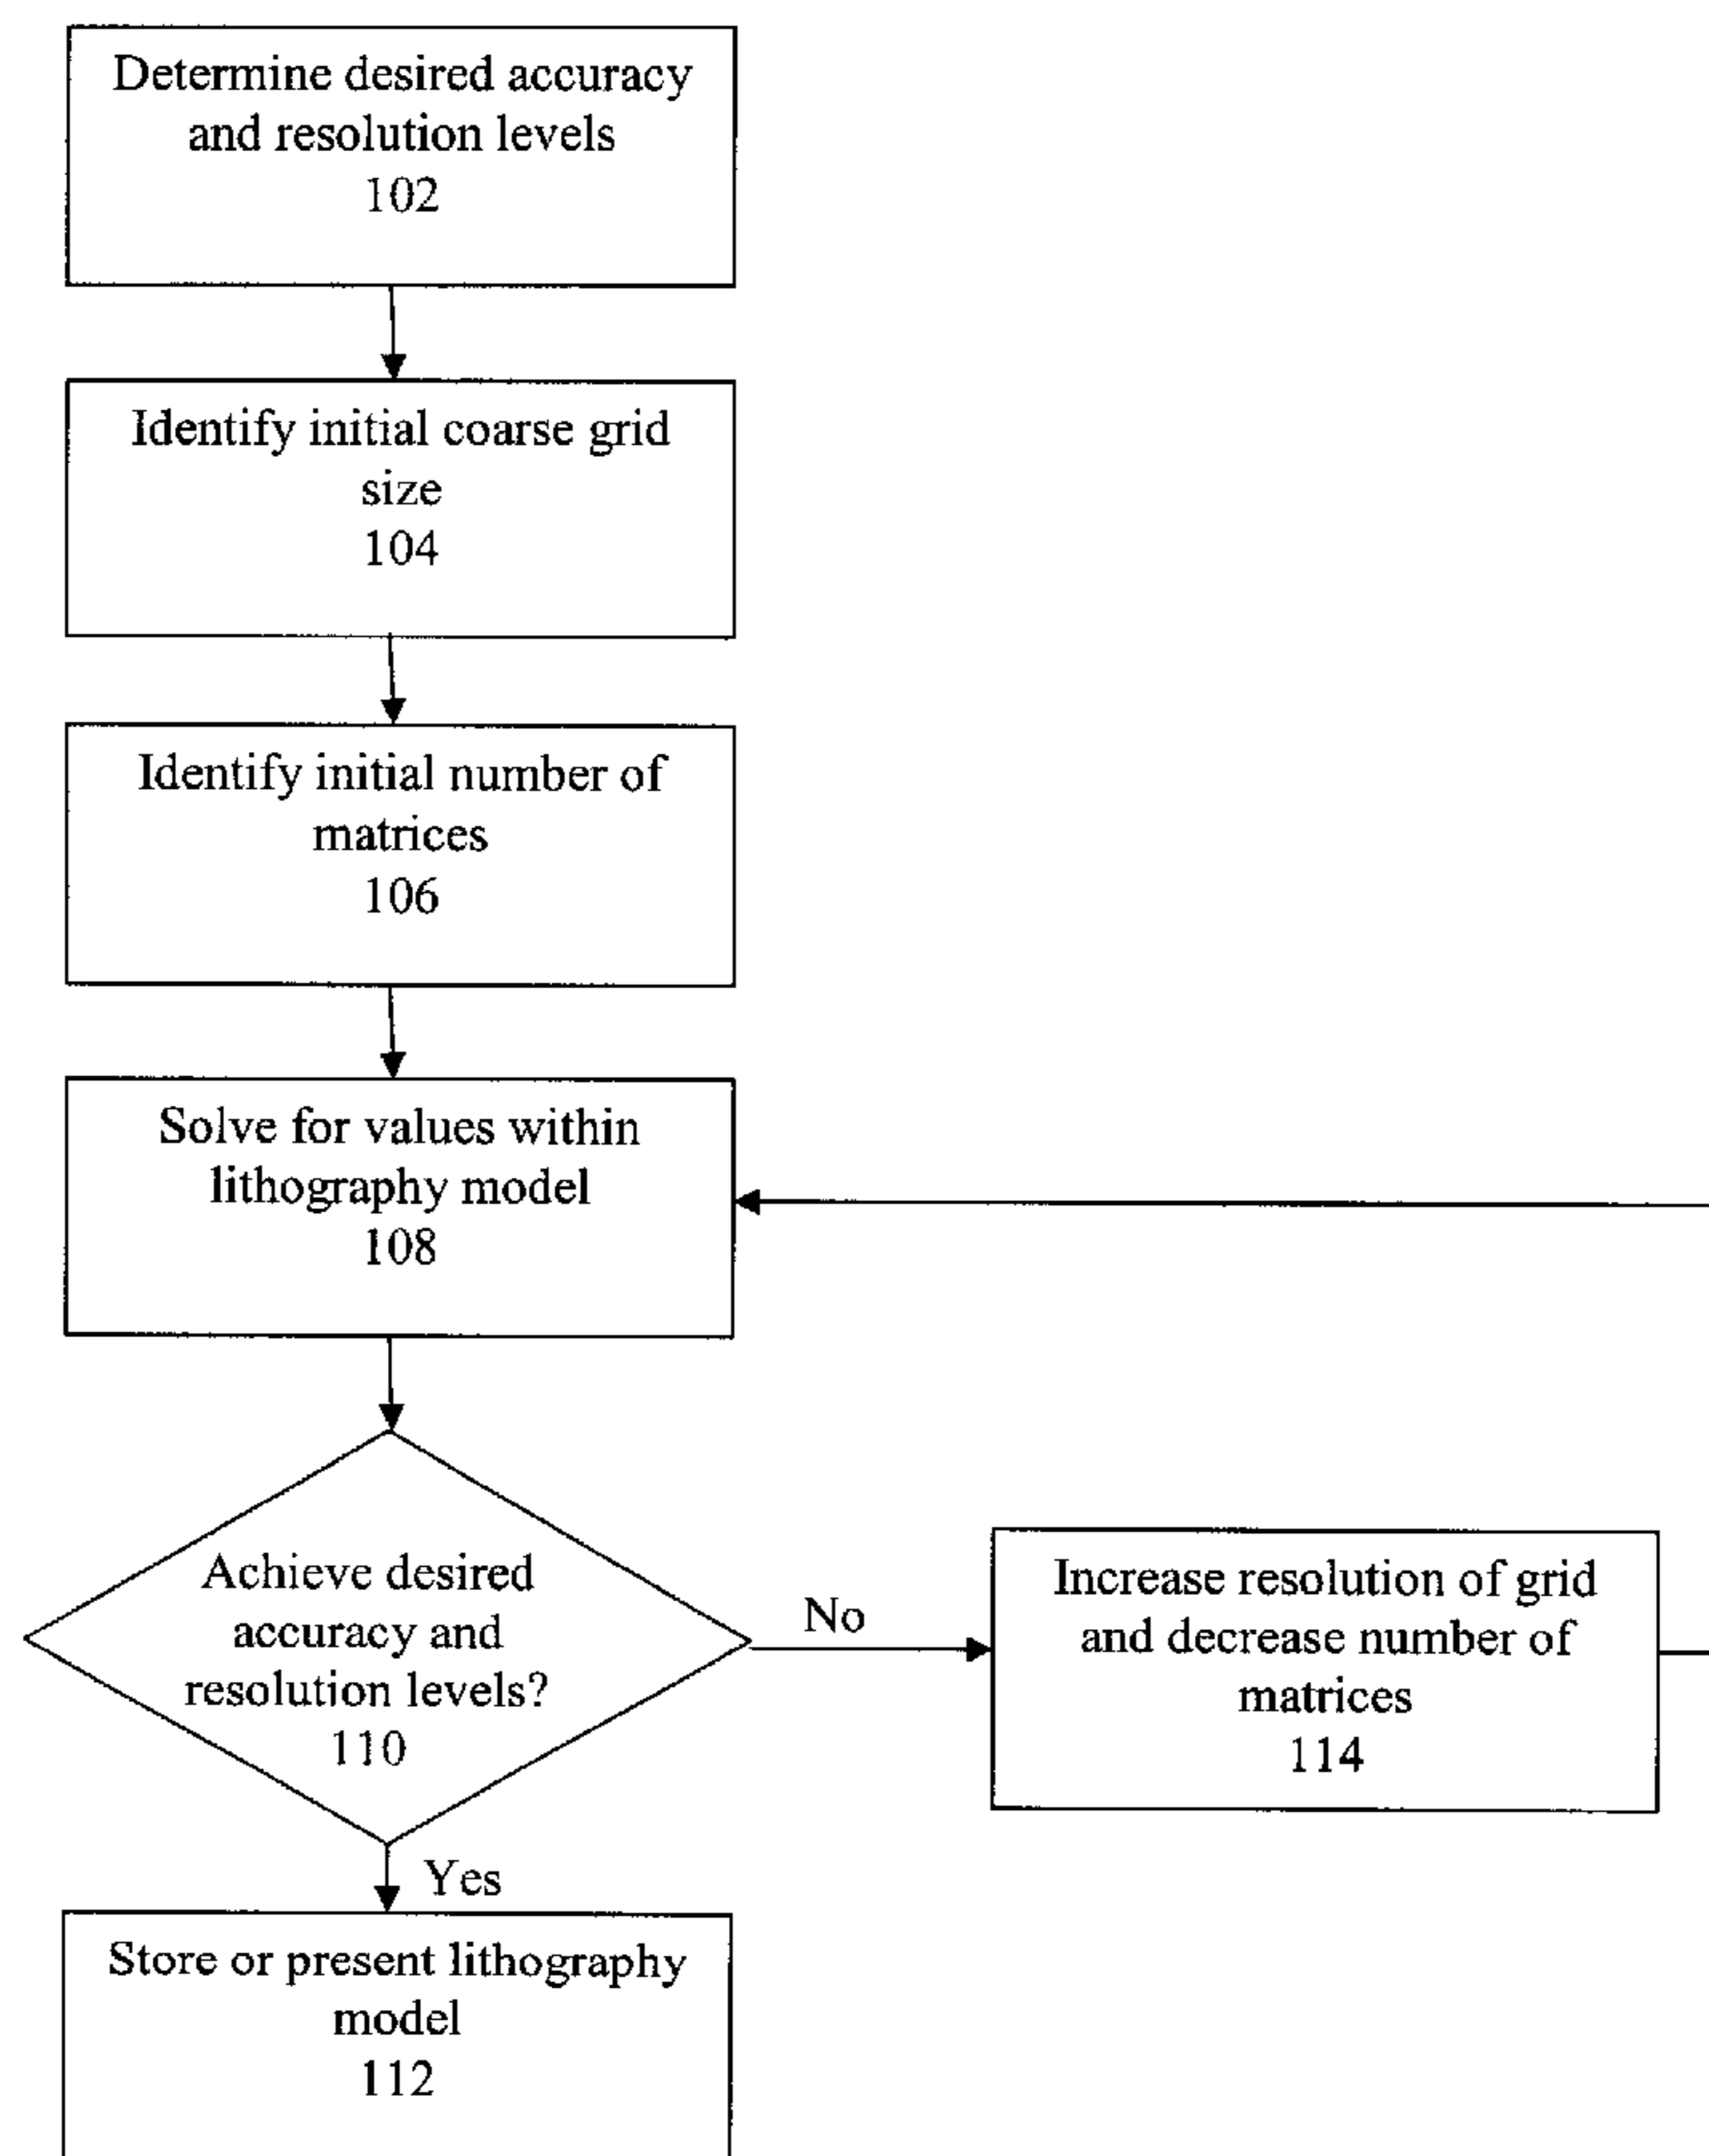 Determine desired accuracy
and resolution levels
102
Identify initial coarse grid
size
104
Identify initial number of
matrices
106
Solve for values within
lithography model
108
Achieve desired
accuracy and
resolution levels?
110
No
Increase resolution of grid
and decrease number of
matrices
114
Yes
Store or present lithography
model
112